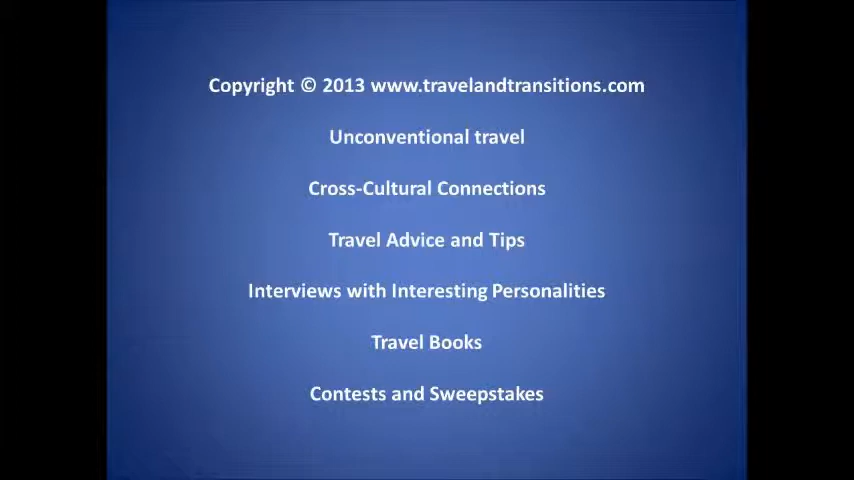 Copyright © 2013 www.travelandtransitions.com
Unconventional travel
Cross-Cultural Connections
Travel Advice and Tips
Interviews with Interesting Personalities
Travel Books
Contests and Sweepstakes